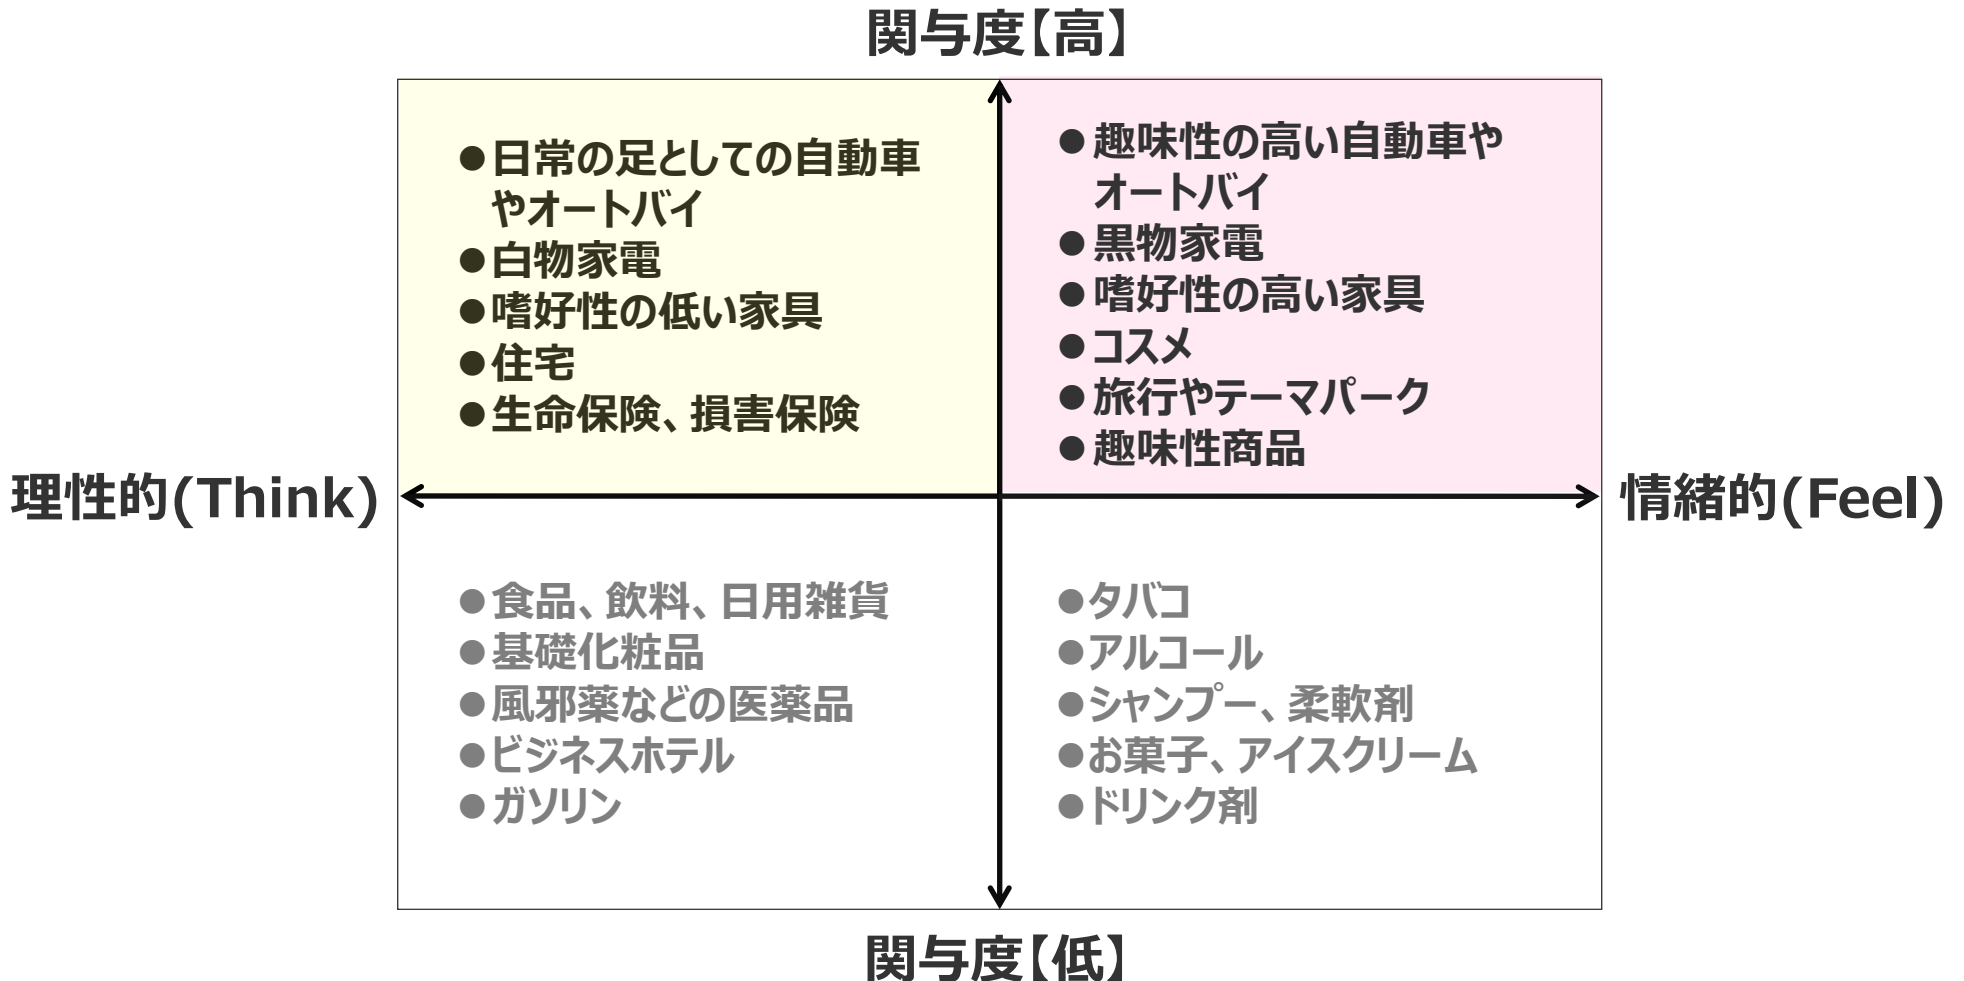 関与度【高】
●日常の足としての自動車
やオートバイ
●白物家電
●嗜好性の低い家具
●住宅
●生命保険、損害保険
●趣味性の高い自動車や
オートバイ
●黒物家電
●嗜好性の高い家具
●コスメ
●旅行やテーマパーク
●趣味性商品
理性的(Think)
情緒的(Feel)
●食品、飲料、日用雑貨
●基礎化粧品
●風邪薬などの医薬品
●ビジネスホテル
●ガソリン
●タバコ
●アルコール
●シャンプー、柔軟剤
●お菓子、アイスクリーム
●ドリンク剤
関与度【低】